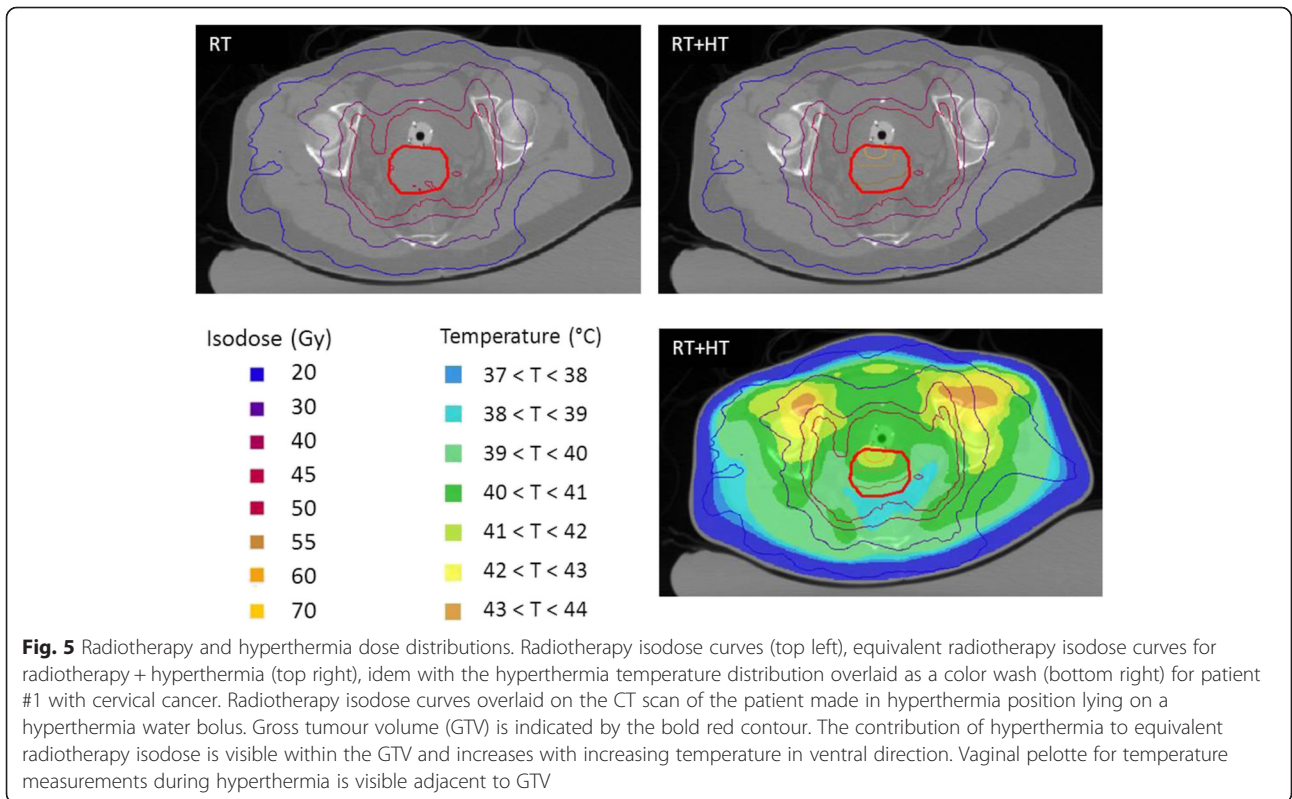 RT
RT+HT
Isodose (Gy)
20
30
40
45
50
55
60
70
Temperature (°C)
37 < T < 38
38 < T < 39
39 < T < 40
40 < T < 41
41 < T < 42
42 < T < 43
43 < T < 44
RT+HT
Fig. 5 Radiotherapy and hyperthermia dose distributions. Radiotherapy isodose curves (top left), equivalent radiotherapy isodose curves for
radiotherapy + hyperthermia (top right), idem with the hyperthermia temperature distribution overlaid as a color wash (bottom right) for patient
#1 with cervical cancer. Radiotherapy isodose curves overlaid on the CT scan of the patient made in hyperthermia position lying on a
hyperthermia water bolus. Gross tumour volume (GTV) is indicated by the bold red contour. The contribution of hyperthermia to equivalent
radiotherapy isodose is visible within the GTV and increases with increasing temperature in ventral direction. Vaginal pelotte for temperature
measurements during hyperthermia is visible adjacent to GTV